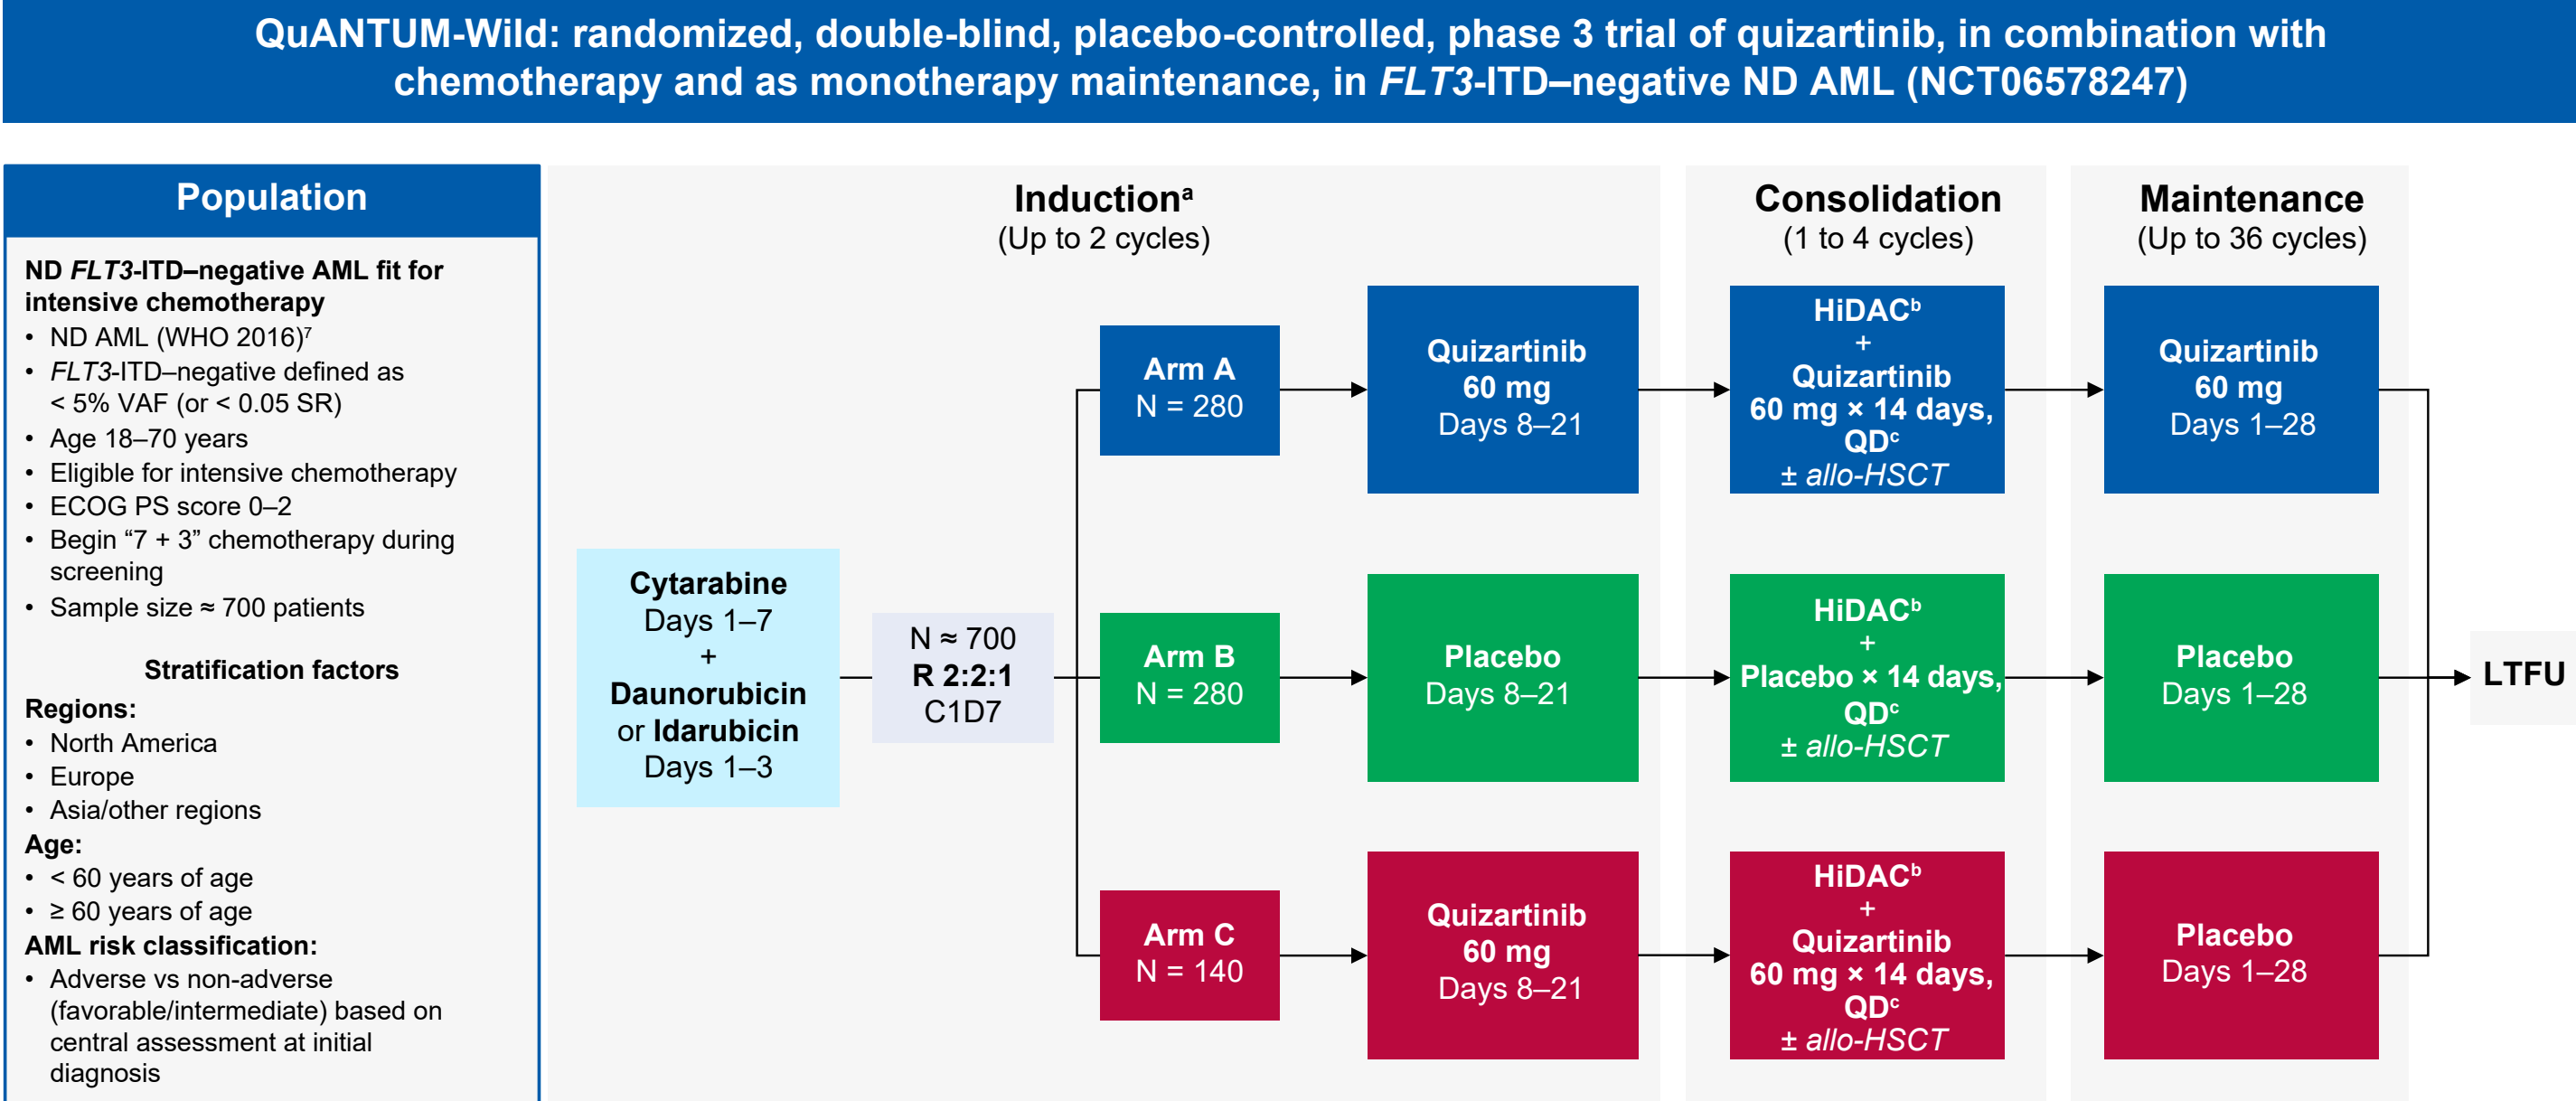 QuANTUM-Wild: randomized, double-blind, placebo-controlled, phase 3 trial of quizartinib, in combination with
chemotherapy and as monotherapy maintenance, in FLT3-ITD–negative ND AML (NCT06578247)
Population
ND FLT3-ITD–negative AML fit for
intensive chemotherapy
• ND AML (WHO 2016)⁷
• FLT3-ITD–negative defined as
< 5% VAF (or < 0.05 SR)
• Age 18–70 years
• Eligible for intensive chemotherapy
• ECOG PS score 0–2
• Begin “7 + 3” chemotherapy during
screening
• Sample size ≈ 700 patients
Stratification factors
Regions:
• North America
• Europe
• Asia/other regions
Age:
• < 60 years of age
• ≥ 60 years of age
AML risk classification:
• Adverse vs non-adverse
(favorable/intermediate) based on
central assessment at initial
diagnosis
Inductionᵃ
(Up to 2 cycles)
Cytarabine
Days 1–7
+
Daunorubicin
or Idarubicin
Days 1–3
N ≈ 700
R 2:2:1
C1D7
Arm A
N = 280
Quizartinib
60 mg
Days 8–21
Arm B
N = 280
Placebo
Days 8–21
Arm C
N = 140
Quizartinib
60 mg
Days 8–21
Consolidation
(1 to 4 cycles)
HiDACᵇ
+
Quizartinib
60 mg × 14 days,
QDᶜ
± allo-HSCT
HiDACᵇ
+
Placebo × 14 days,
QDᶜ
± allo-HSCT
HiDACᵇ
+
Quizartinib
60 mg × 14 days,
QDᶜ
± allo-HSCT
Maintenance
(Up to 36 cycles)
Quizartinib
60 mg
Days 1–28
Placebo
Days 1–28
Placebo
Days 1–28
LTFU